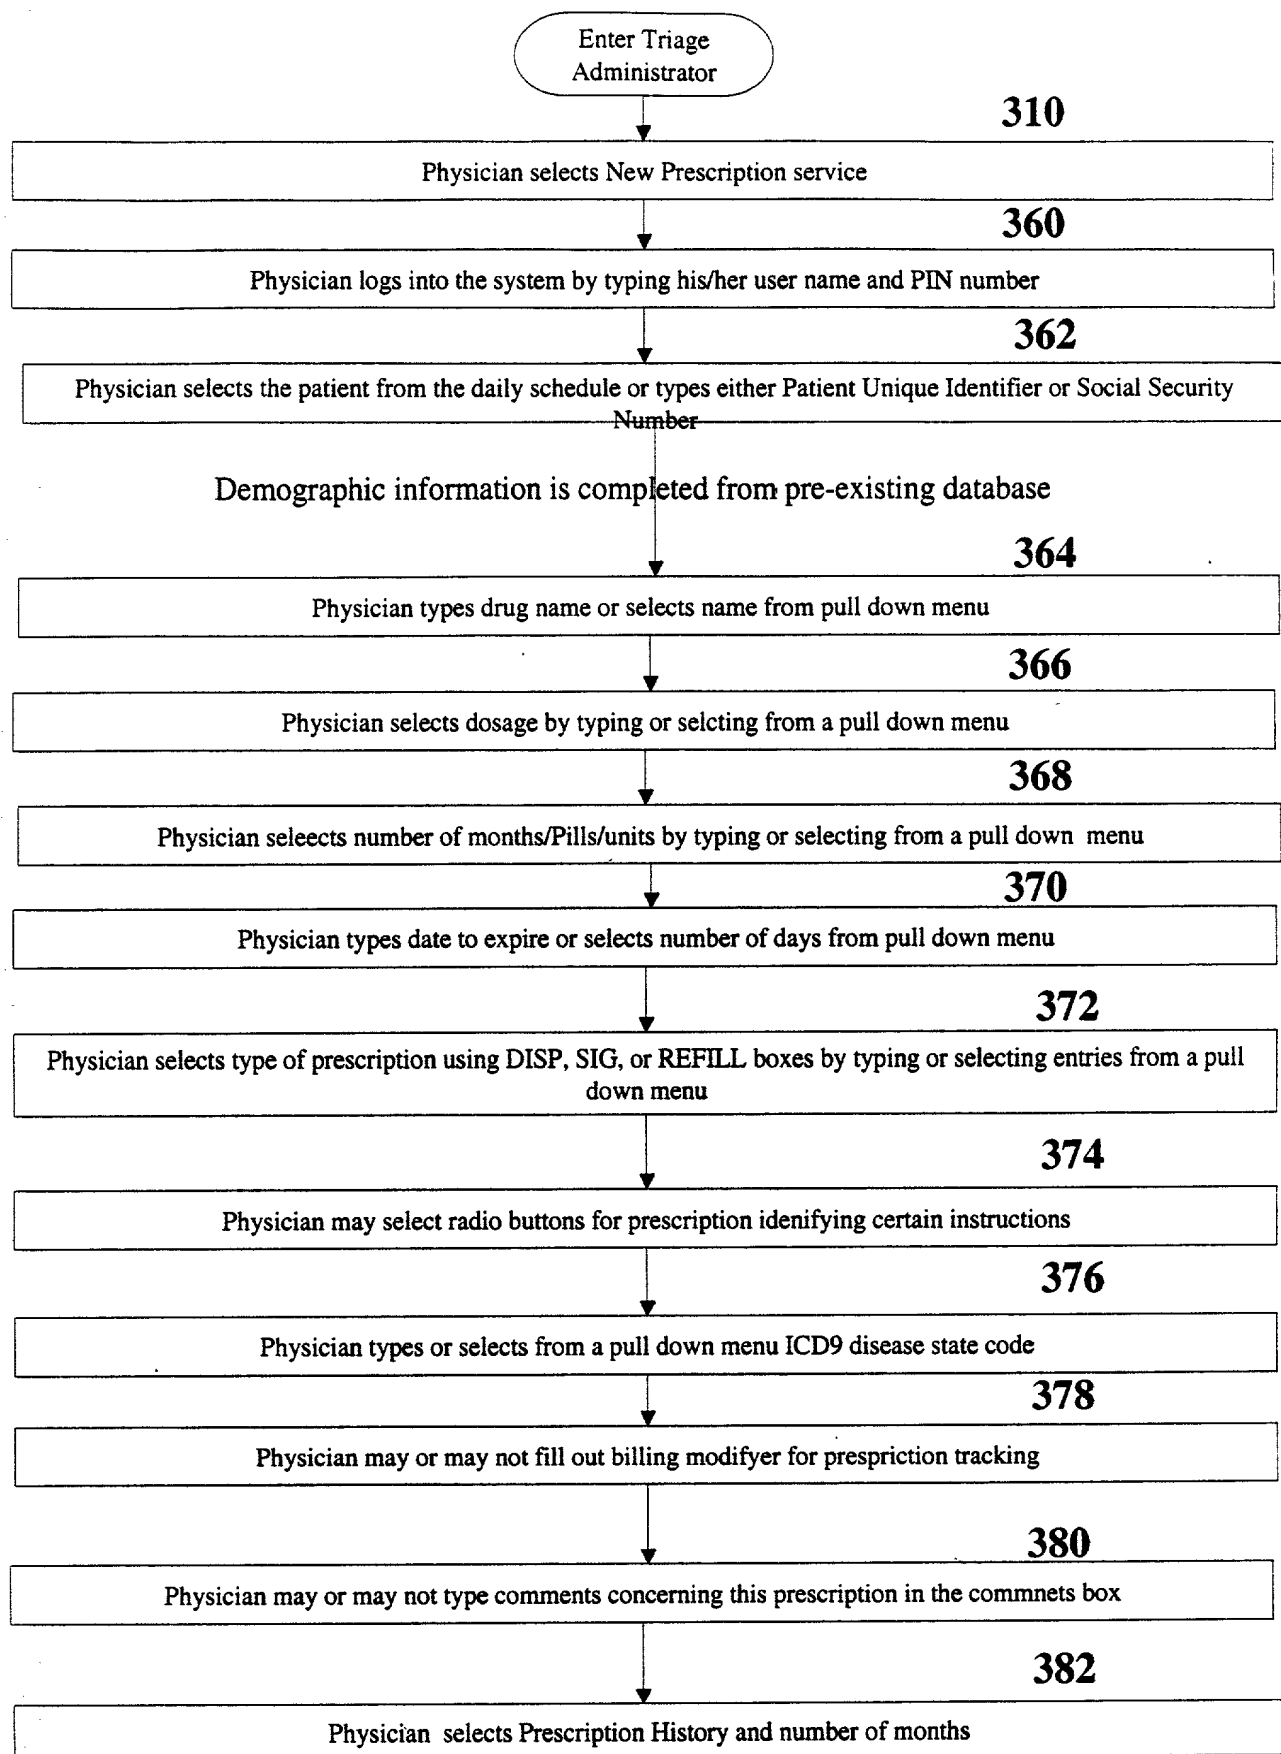 Enter Triage
Administrator
310
Physician selects New Prescription service
360
Physician logs into the system by typing his/her user name and PIN number
362
Physician selects the patient from the daily schedule or types either Patient Unique Identifier or Social Security
Number
Demographic information is completed from pre-existing database
364
Physician types drug name or selects name from pull down menu
366
Physician selects dosage by typing or selcting from a pull down menu
368
Physician seleects number of months/Pills/units by typing or selecting from a pull down menu
370
Physician types date to expire or selects number of days from pull down menu
372
Physician selects type of prescription using DISP, SIG, or REFILL boxes by typing or selecting entries from a pull
down menu
374
Physician may select radio buttons for prescription idenifying certain instructions
376
Physician types or selects from a pull down menu ICD9 disease state code
378
Physician may or may not fill out billing modifyer for prespriction tracking
380
Physician may or may not type comments concerning this prescription in the commnets box
382
Physician selects Prescription History and number of months